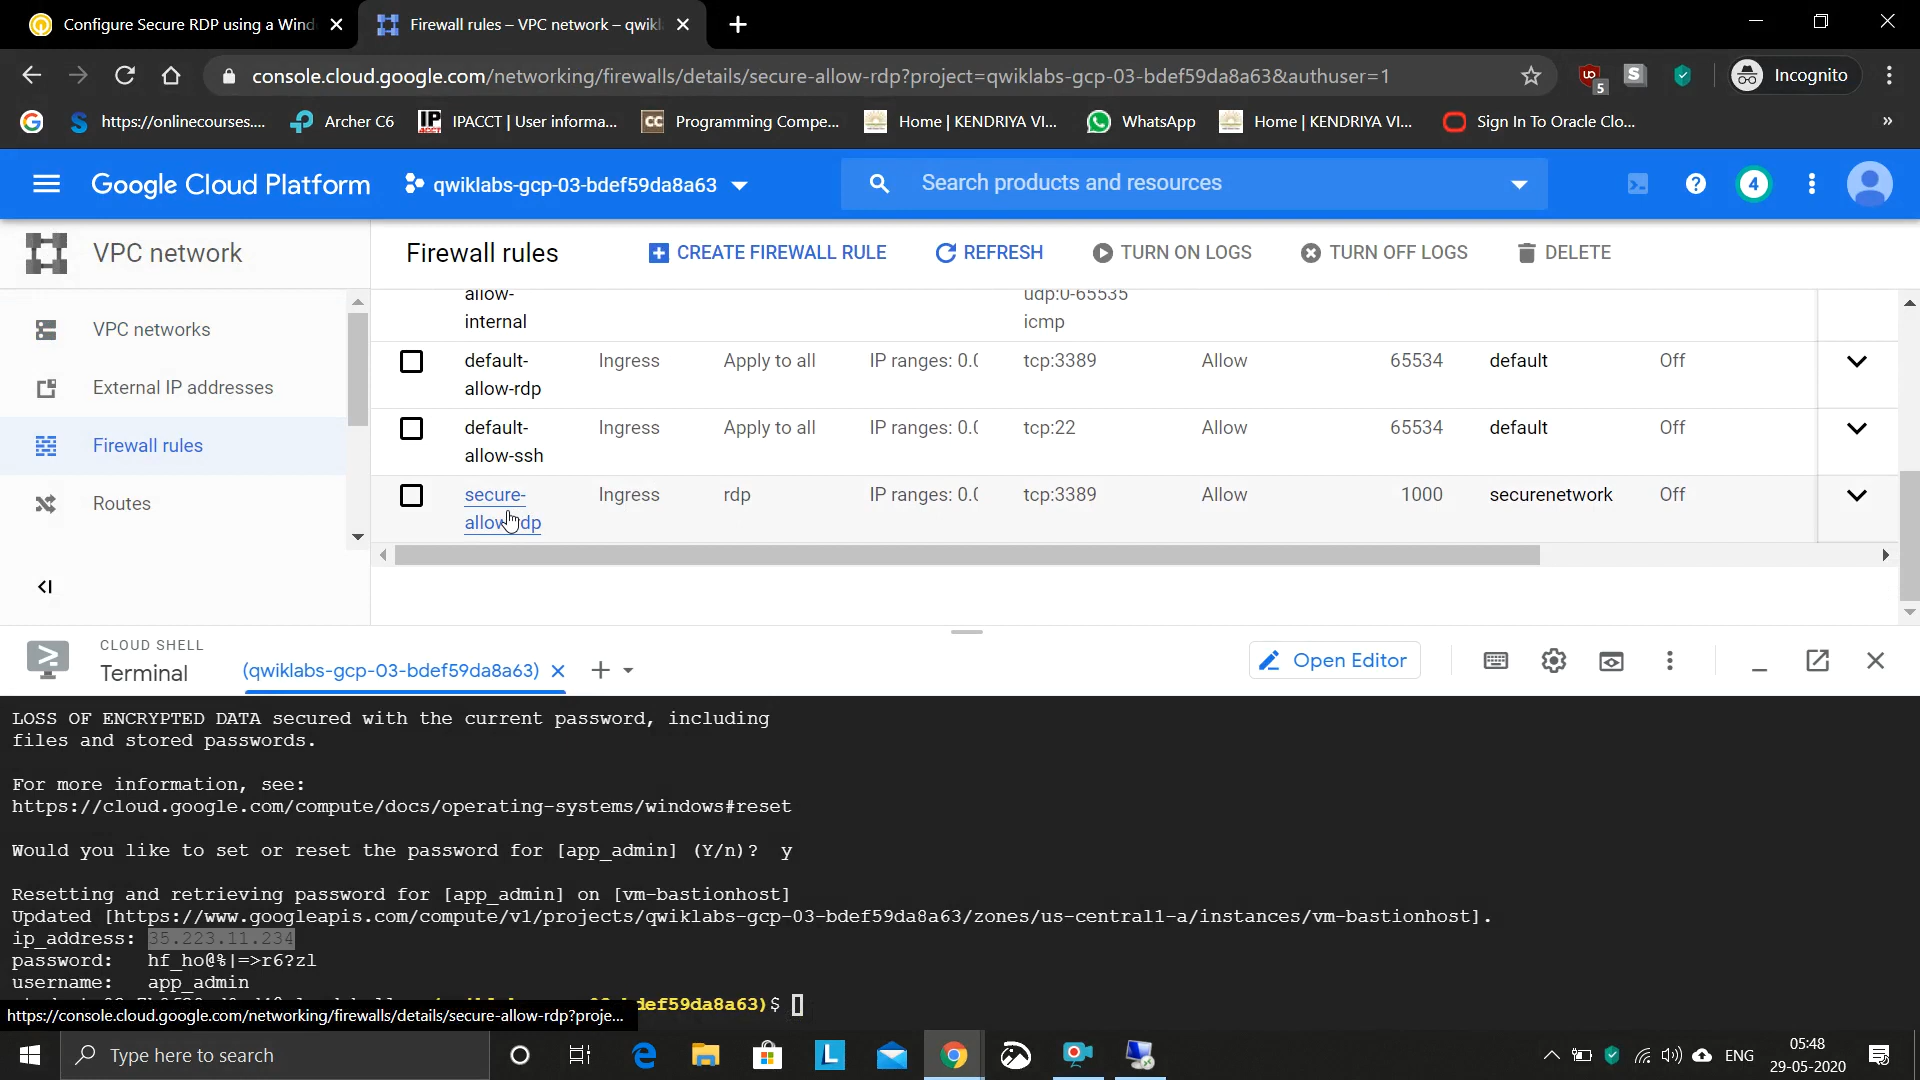 Configure Secure RDP using a Wind
Firewall rules – VPC network – qwikl
console.cloud.google.com/networking/firewalls/details/secure-allow-rdp?project=qwiklabs-gcp-03-bdef59da8a63&authuser=1
5
Incognito
https://onlinecourses....
Archer C6
IPACCT | User informa...
Programming Compe...
Home | KENDRIYA VI...
WhatsApp
Home | KENDRIYA VI...
Sign In To Oracle Clo...
»
Google Cloud Platform
qwiklabs-gcp-03-bdef59da8a63
Search products and resources
4
VPC network
Firewall rules
CREATE FIREWALL RULE
REFRESH
TURN ON LOGS
TURN OFF LOGS
DELETE
VPC networks
External IP addresses
Firewall rules
Routes
allow-
internal
udp:0-65535
icmp
default-
allow-rdp
Ingress
Apply to all
IP ranges: 0.0
tcp:3389
Allow
65534
default
Off
default-
allow-ssh
Ingress
Apply to all
IP ranges: 0.0
tcp:22
Allow
65534
default
Off
secure-
allow-rdp
Ingress
rdp
IP ranges: 0.0
tcp:3389
Allow
1000
securenetwork
Off
CLOUD SHELL
Terminal
(qwiklabs-gcp-03-bdef59da8a63)
Open Editor
LOSS OF ENCRYPTED DATA secured with the current password, including
files and stored passwords.
For more information, see:
https://cloud.google.com/compute/docs/operating-systems/windows#reset
Would you like to set or reset the password for [app_admin] (Y/n)? y
Resetting and retrieving password for [app_admin] on [vm-bastionhost]
Updated [https://www.googleapis.com/compute/v1/projects/qwiklabs-gcp-03-bdef59da8a63/zones/us-central1-a/instances/vm-bastionhost].
ip_address: 35.223.11.234
password: hf_ho@%|=>r6?zl
username: app_admin
bdef59da8a63)$
https://console.cloud.google.com/networking/firewalls/details/secure-allow-rdp?proje...
Type here to search
ENG
05:48
29-05-2020